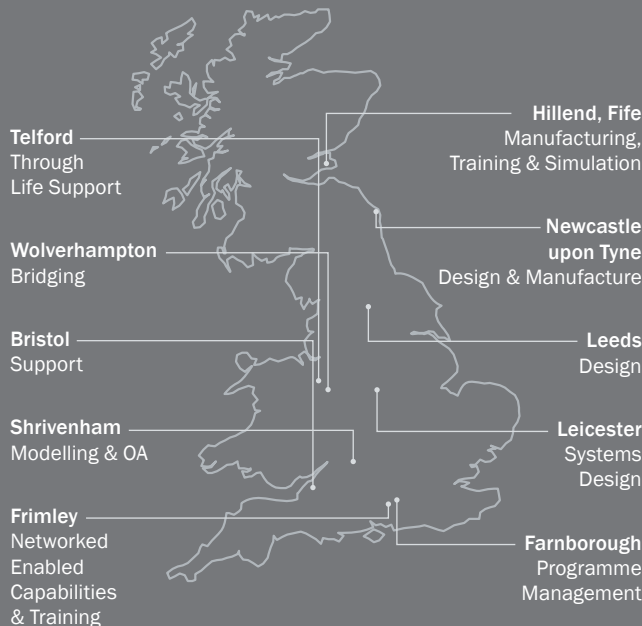 Telford
Through
Life Support
Wolverhampton
Bridging
Bristol
Support
Shrivenham
Modelling & OA
Frimley
Networked
Enabled
Capabilities
& Training
Hillend, Fife
Manufacturing,
Training & Simulation
Newcastle
upon Tyne
Design & Manufacture
Leeds
Design
Leicester
Systems
Design
Farnborough
Programme
Management